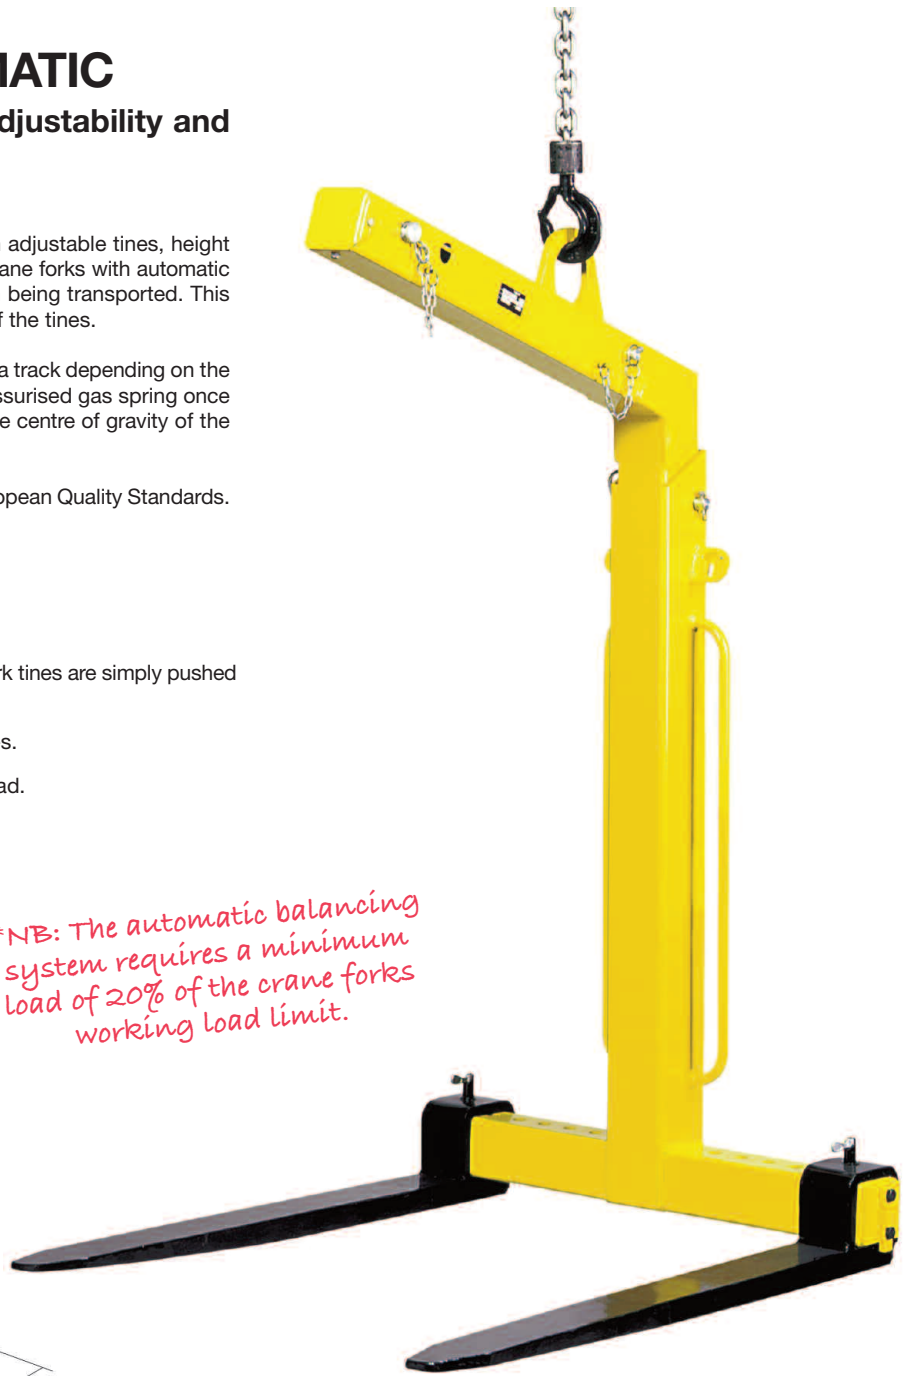 MATIC
djustability and
adjustable tines, height
ane forks with automatic
being transported. This
f the tines.
a track depending on the
ssurised gas spring once
e centre of gravity of the
opean Quality Standards.
rk tines are simply pushed
s.
ad.
*NB: The automatic balancing
system requires a minimum
load of 20% of the crane forks
working load limit.